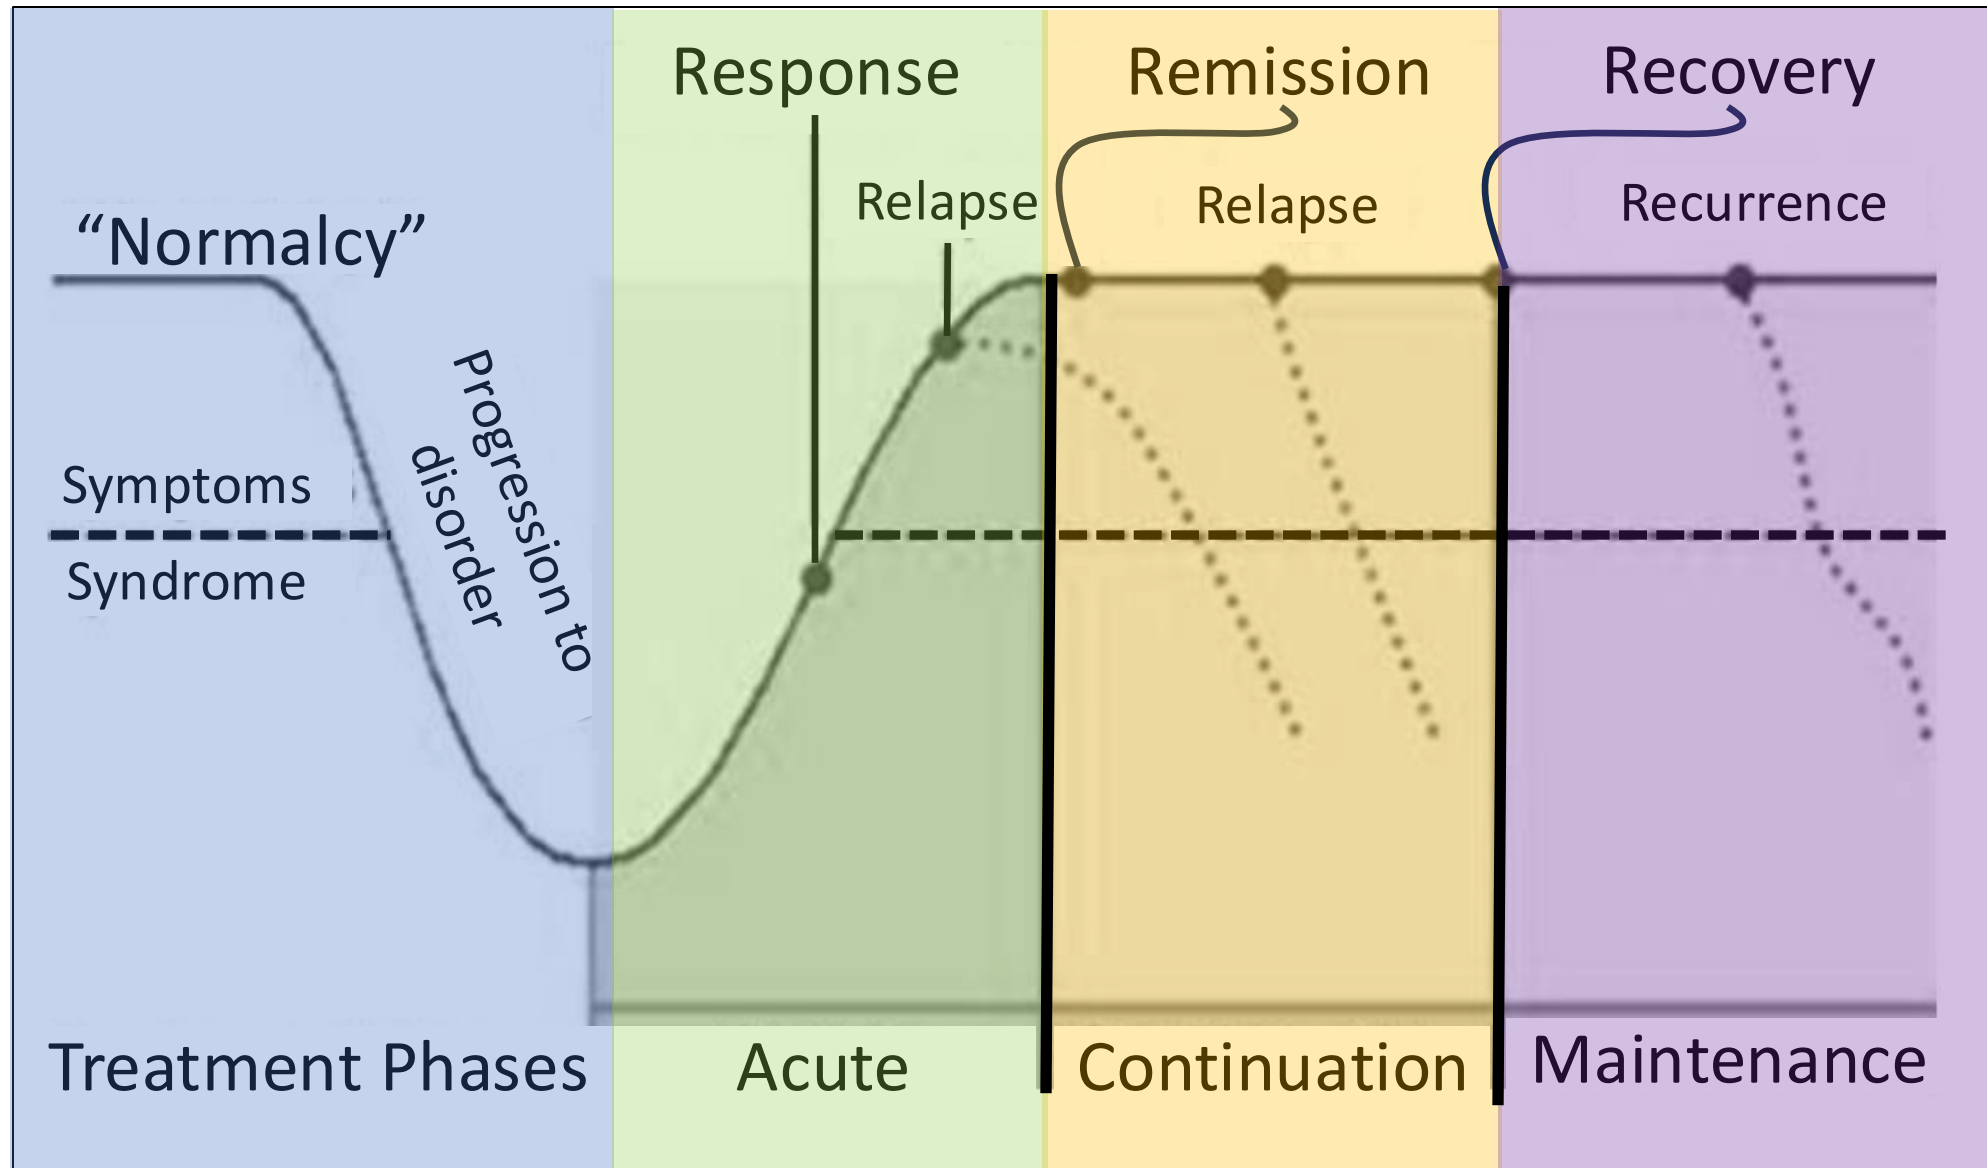 Response
Remission
Recovery
Relapse
Relapse
Recurrence
“Normalcy”
Progression to
disorder
Symptoms
Syndrome
Treatment Phases
Acute
Continuation
Maintenance